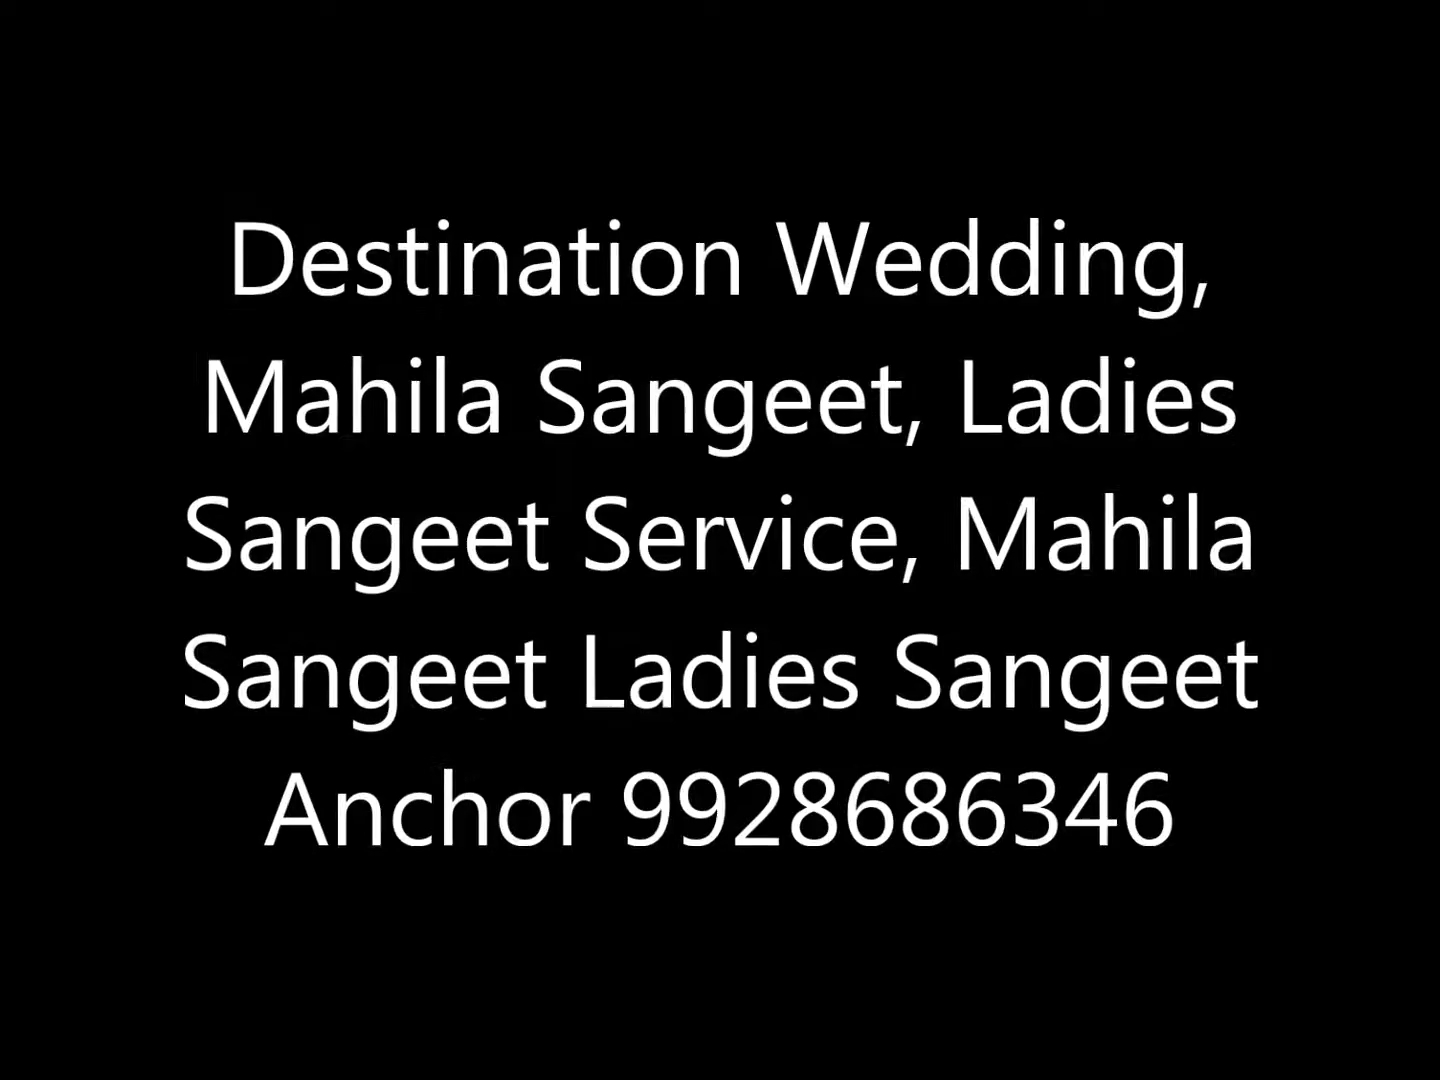 Destination Wedding,
Mahila Sangeet, Ladies
Sangeet Service, Mahila
Sangeet Ladies Sangeet
Anchor 9928686346